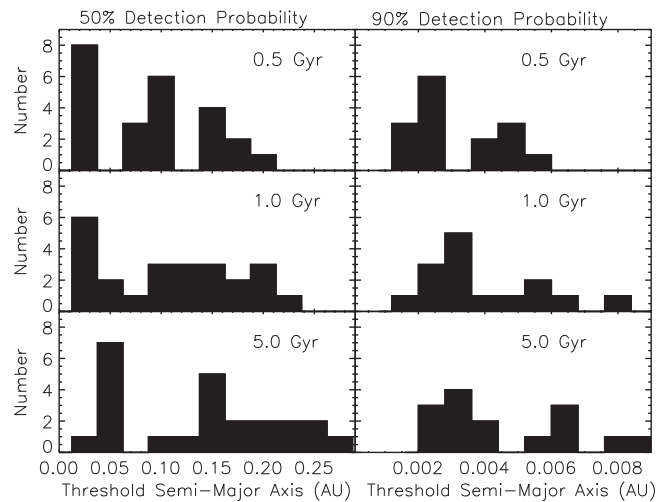 50% Detection Probability
90% Detection Probability
8
6
4
2
0
Number
0.5 Gyr
0.5 Gyr
8
6
4
2
0
Number
1.0 Gyr
1.0 Gyr
8
6
4
2
0
Number
5.0 Gyr
5.0 Gyr
0.00 0.05 0.10 0.15 0.20 0.25
0.002 0.004 0.006 0.008
Threshold Semi-Major Axis (AU)
Threshold Semi-Major Axis (AU)